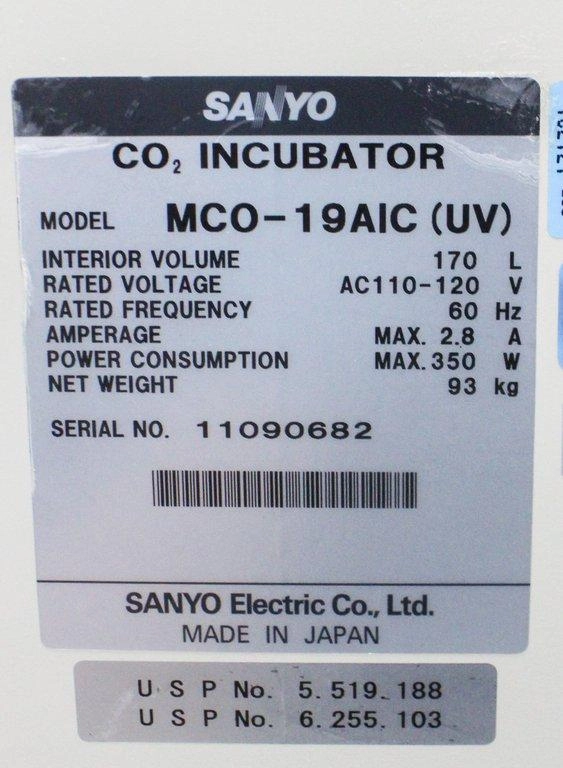 SANYO
CO₂ INCUBATOR
MODEL MCO-19AIC (UV)
INTERIOR VOLUME 170 L
RATED VOLTAGE AC110-120 V
RATED FREQUENCY 60 Hz
AMPERAGE MAX. 2.8 A
POWER CONSUMPTION MAX. 350 W
NET WEIGHT 93 kg
SERIAL NO. 11090682
SANYO Electric Co., Ltd.
MADE IN JAPAN
U S P No. 5.519.188
U S P No. 6.255.103